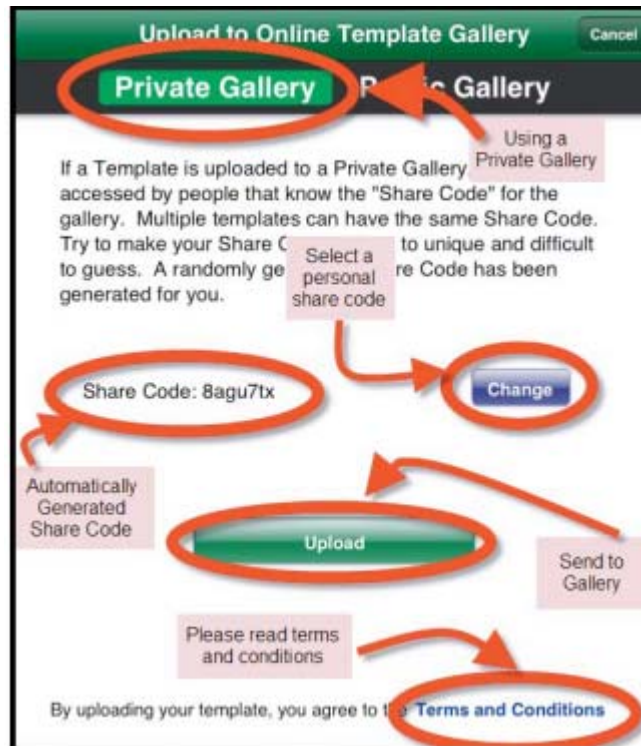 Upload to Online Template Gallery
Cancel
Private Gallery
Gallery
Using a
Private Gallery
If a Template is uploaded to a Private Gallery
accessed by people that know the "Share Code" for the
gallery. Multiple templates can have the same Share Code.
Try to make your Share to unique and difficult
to guess. A randomly Code has been
generated for you.
Select a
personal
share code
Share Code: 8agu7tx
Change
Automatically
Generated
Share Code
Upload
Send to
Gallery
Please read terms
and conditions
By uploading your template, you agree to the Terms and Conditions